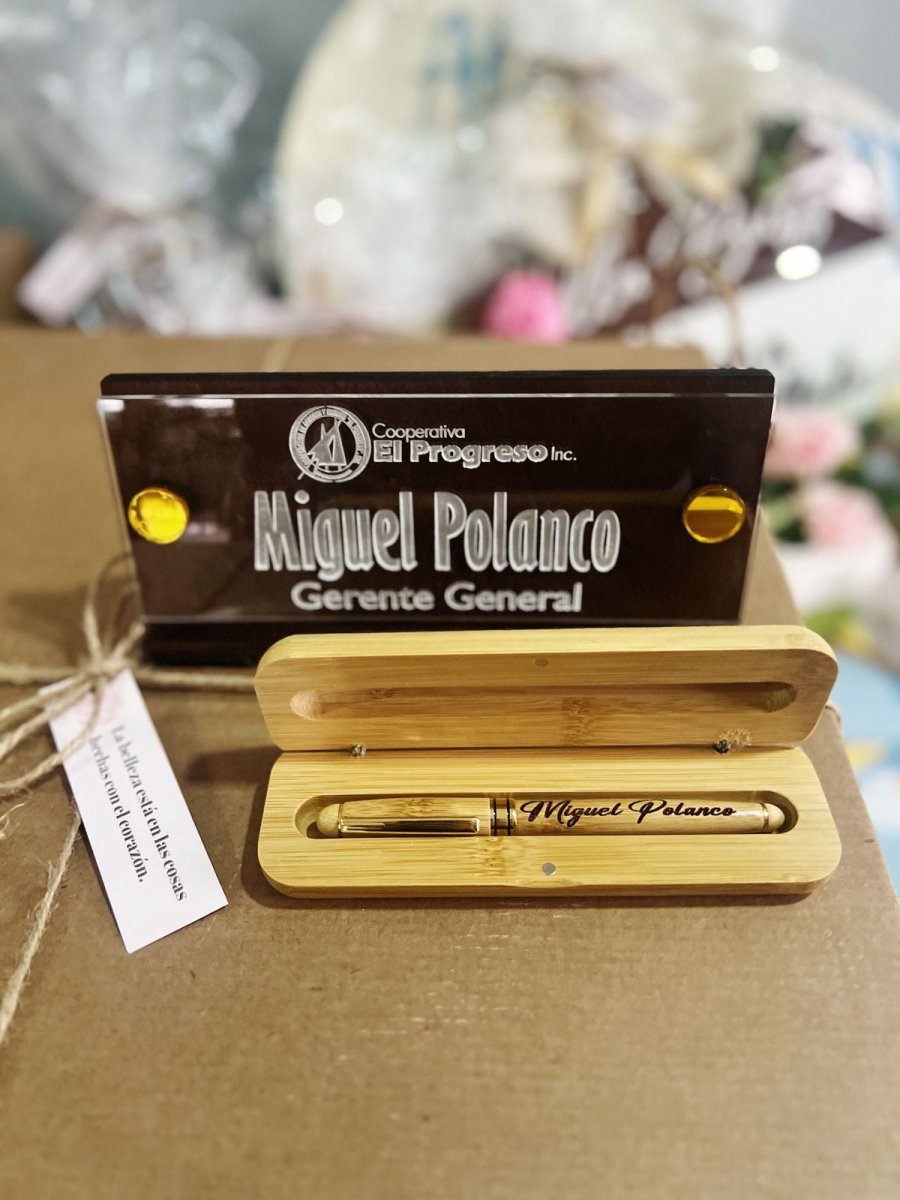 Cooperativa
El Progreso Inc.
Miguel Polanco
Gerente General
Miguel Polanco
La belleza está en las cosas
hechas con el corazón.